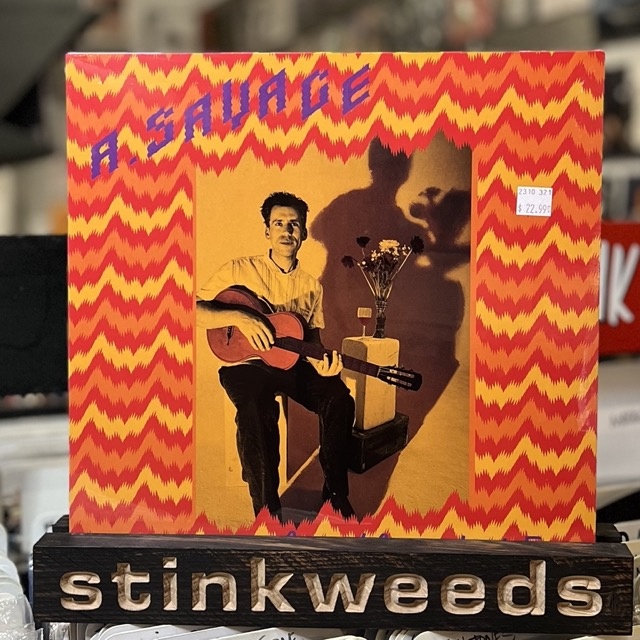 A. SAVAGE
2310 321
$ 22.99
stinkweeds